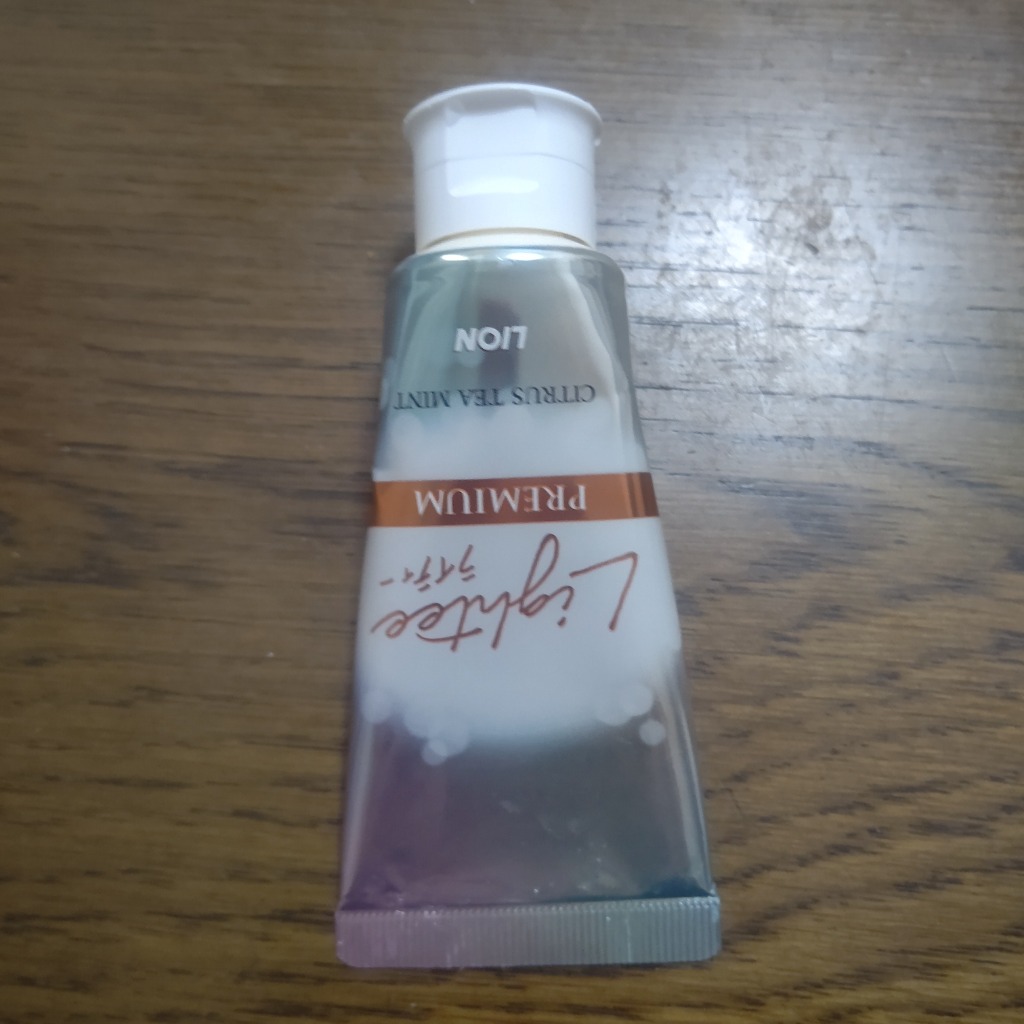 Lightee
ライティー
PREMIUM
CITRUS TEA MINT
LION